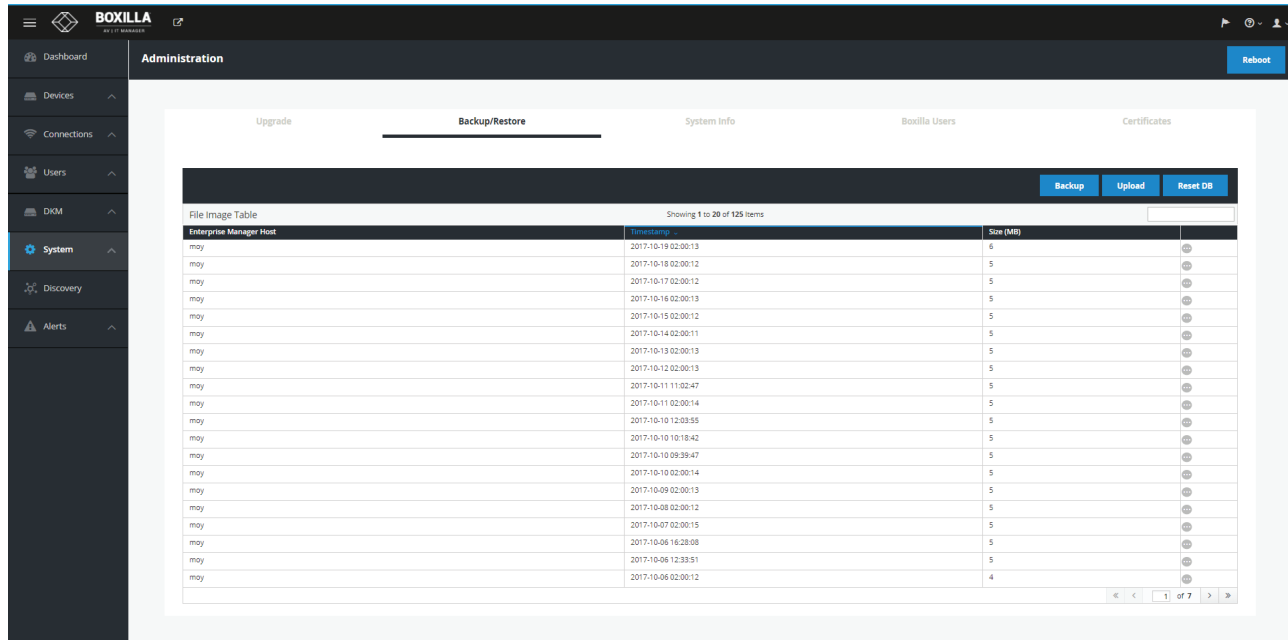 BOXILLA
AV | IT MANAGER
Dashboard
Devices
Connections
Users
DKM
System
Discovery
Alerts
Administration
Reboot
Upgrade Backup/Restore System Info Boxilla Users Certificates
Backup Upload Reset DB
File Image Table Showing 1 to 20 of 125 Items
Enterprise Manager Host Timestamp Size (MB)
moy 2017-10-19 02:00:13 6
moy 2017-10-18 02:00:12 5
moy 2017-10-17 02:00:12 5
moy 2017-10-16 02:00:13 5
moy 2017-10-15 02:00:12 5
moy 2017-10-14 02:00:11 5
moy 2017-10-13 02:00:13 5
moy 2017-10-12 02:00:13 5
moy 2017-10-11 11:02:47 5
moy 2017-10-11 02:00:14 5
moy 2017-10-10 12:03:55 5
moy 2017-10-10 10:18:42 5
moy 2017-10-10 09:39:47 5
moy 2017-10-10 02:00:14 5
moy 2017-10-09 02:00:13 5
moy 2017-10-08 02:00:12 5
moy 2017-10-07 02:00:15 5
moy 2017-10-06 16:28:08 5
moy 2017-10-06 12:33:51 5
moy 2017-10-06 02:00:12 4
1 of 7